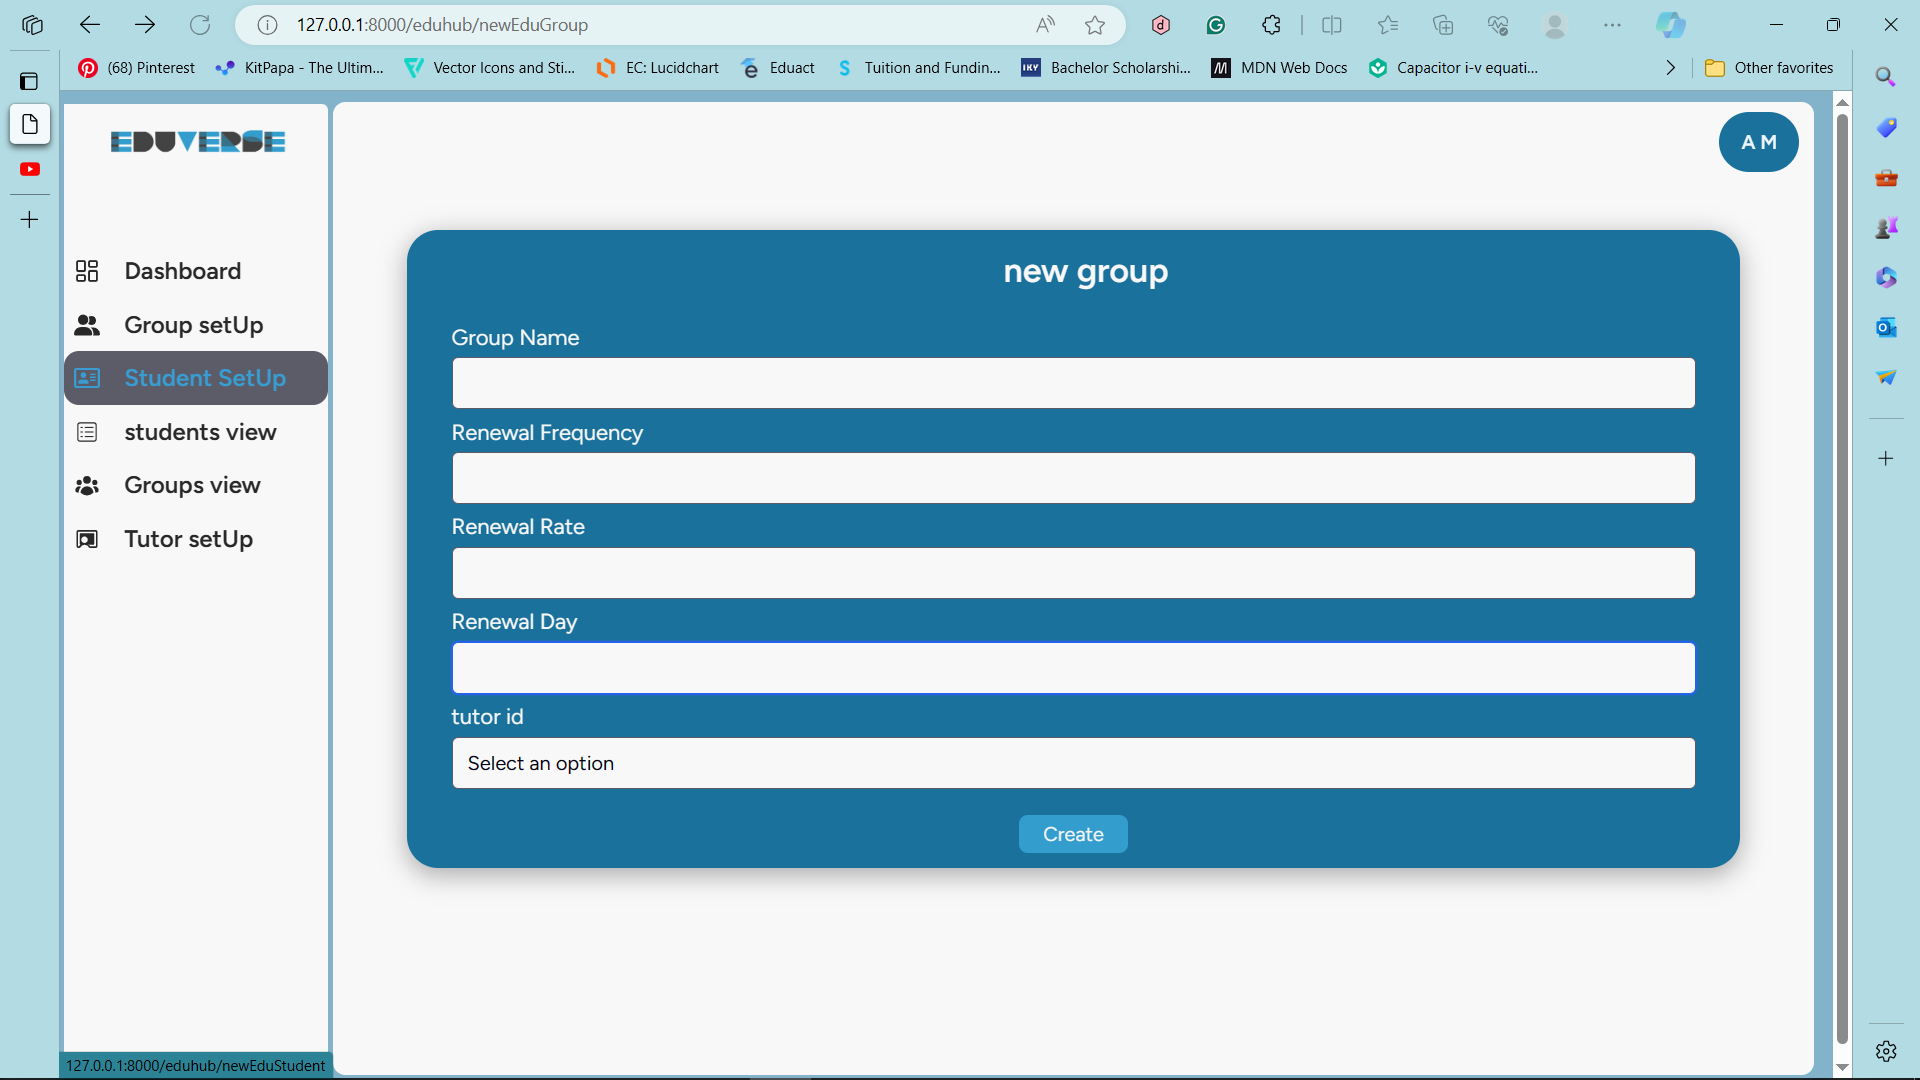 127.0.0.1:8000/eduhub/newEduGroup
(68) Pinterest
KitPapa - The Ultim...
Vector Icons and Sti...
EC: Lucidchart
Eduact
Tuition and Fundin...
IKY
Bachelor Scholarshi...
MDN Web Docs
Capacitor i-v equati...
Other favorites
EDUVERSE
A M
Dashboard
Group setUp
Student SetUp
students view
Groups view
Tutor setUp
new group
Group Name
Renewal Frequency
Renewal Rate
Renewal Day
tutor id
Select an option
Create
127.0.0.1:8000/eduhub/newEduStudent